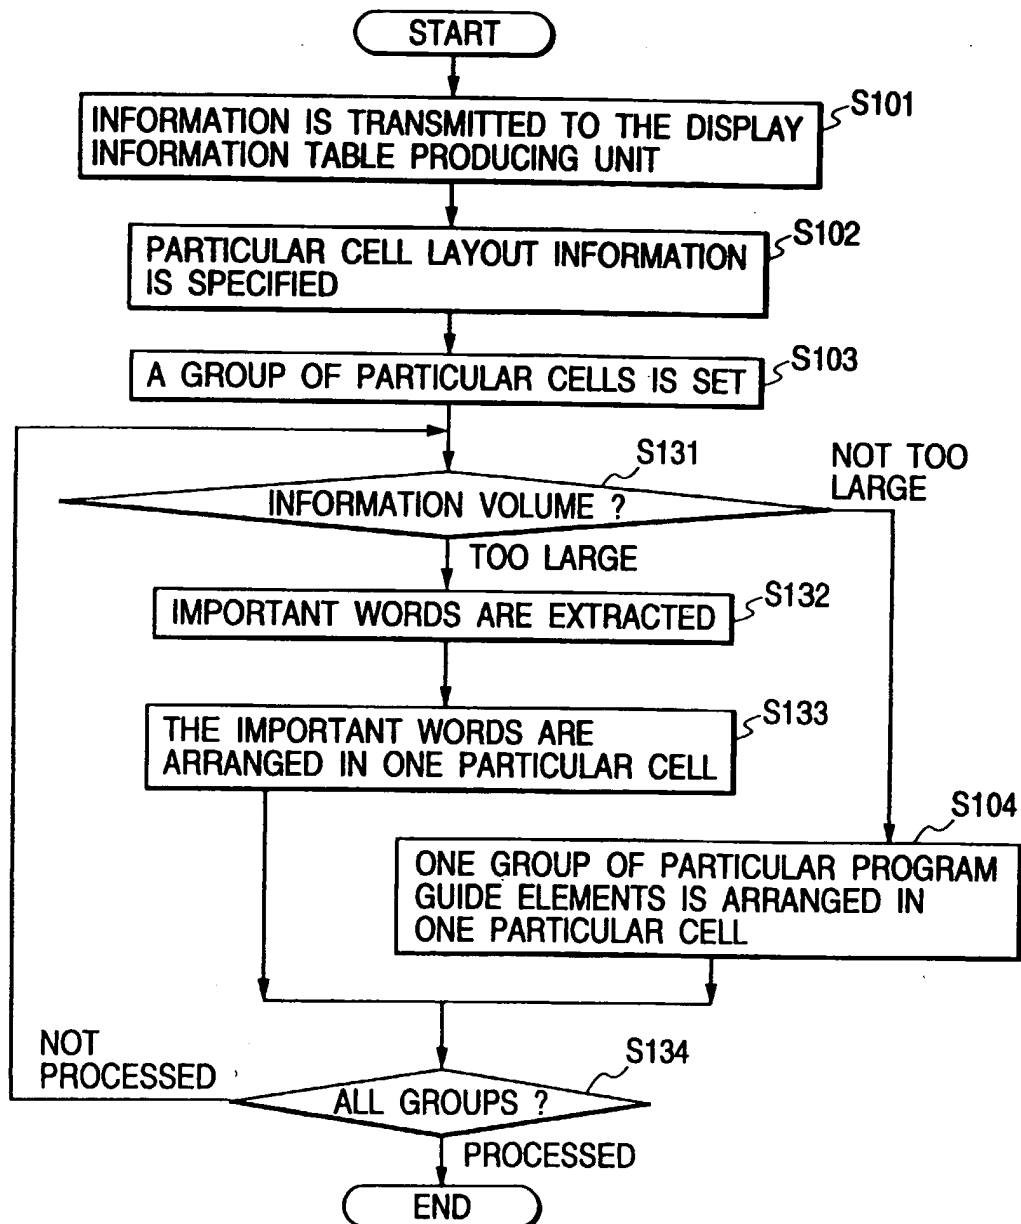 START
S101
INFORMATION IS TRANSMITTED TO THE DISPLAY
INFORMATION TABLE PRODUCING UNIT
S102
PARTICULAR CELL LAYOUT INFORMATION
IS SPECIFIED
S103
A GROUP OF PARTICULAR CELLS IS SET
S131
NOT TOO
LARGE
INFORMATION VOLUME ?
TOO LARGE
S132
IMPORTANT WORDS ARE EXTRACTED
S133
THE IMPORTANT WORDS ARE
ARRANGED IN ONE PARTICULAR CELL
S104
ONE GROUP OF PARTICULAR PROGRAM
GUIDE ELEMENTS IS ARRANGED IN
ONE PARTICULAR CELL
NOT
PROCESSED
S134
ALL GROUPS ?
PROCESSED
END